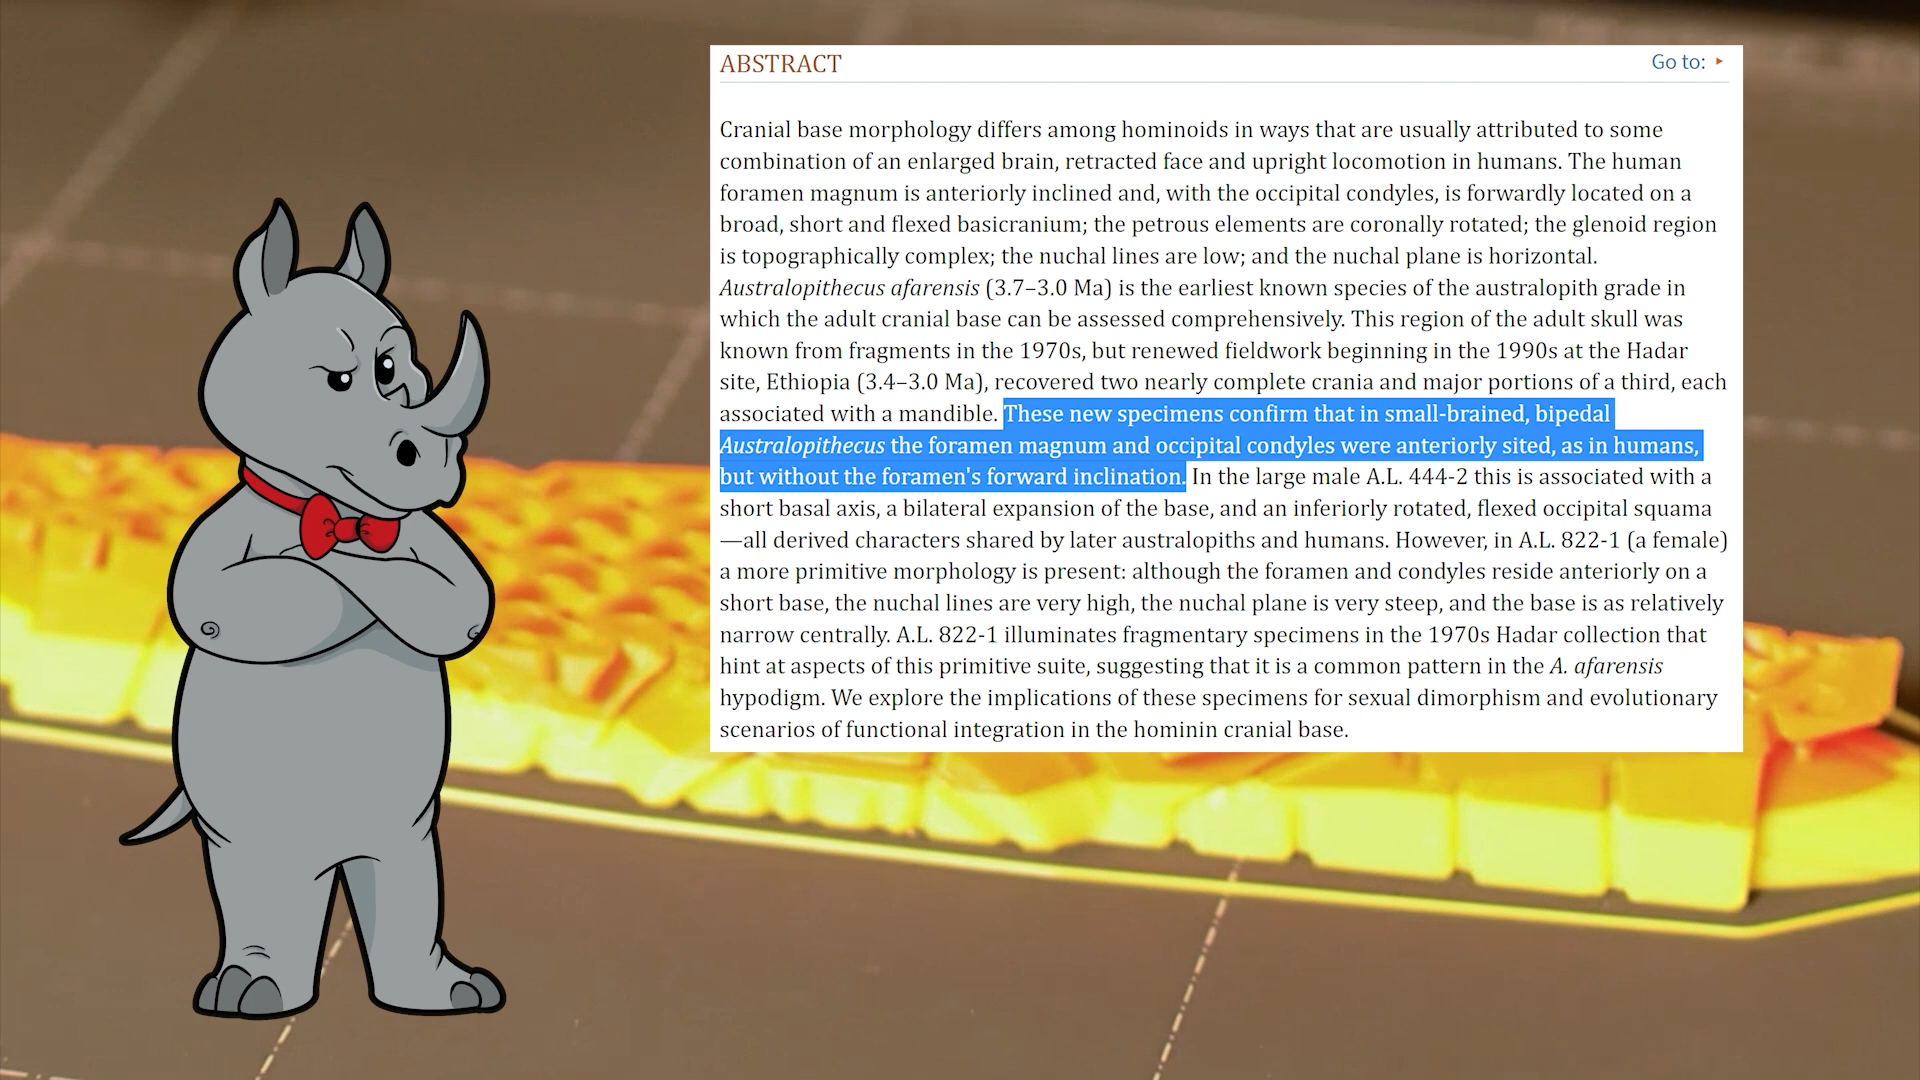 ABSTRACT
Go to:
Cranial base morphology differs among hominoids in ways that are usually attributed to some
combination of an enlarged brain, retracted face and upright locomotion in humans. The human
foramen magnum is anteriorly inclined and, with the occipital condyles, is forwardly located on a
broad, short and flexed basicranium; the petrous elements are coronally rotated; the glenoid region
is topographically complex; the nuchal lines are low; and the nuchal plane is horizontal.
Australopithecus afarensis (3.7–3.0 Ma) is the earliest known species of the australopith grade in
which the adult cranial base can be assessed comprehensively. This region of the adult skull was
known from fragments in the 1970s, but renewed fieldwork beginning in the 1990s at the Hadar
site, Ethiopia (3.4–3.0 Ma), recovered two nearly complete crania and major portions of a third, each
associated with a mandible. These new specimens confirm that in small-brained, bipedal
Australopithecus the foramen magnum and occipital condyles were anteriorly sited, as in humans,
but without the foramen's forward inclination. In the large male A.L. 444-2 this is associated with a
short basal axis, a bilateral expansion of the base, and an inferiorly rotated, flexed occipital squama
—all derived characters shared by later australopiths and humans. However, in A.L. 822-1 (a female)
a more primitive morphology is present: although the foramen and condyles reside anteriorly on a
short base, the nuchal lines are very high, the nuchal plane is very steep, and the base is as relatively
narrow centrally. A.L. 822-1 illuminates fragmentary specimens in the 1970s Hadar collection that
hint at aspects of this primitive suite, suggesting that it is a common pattern in the A. afarensis
hypodigm. We explore the implications of these specimens for sexual dimorphism and evolutionary
scenarios of functional integration in the hominin cranial base.